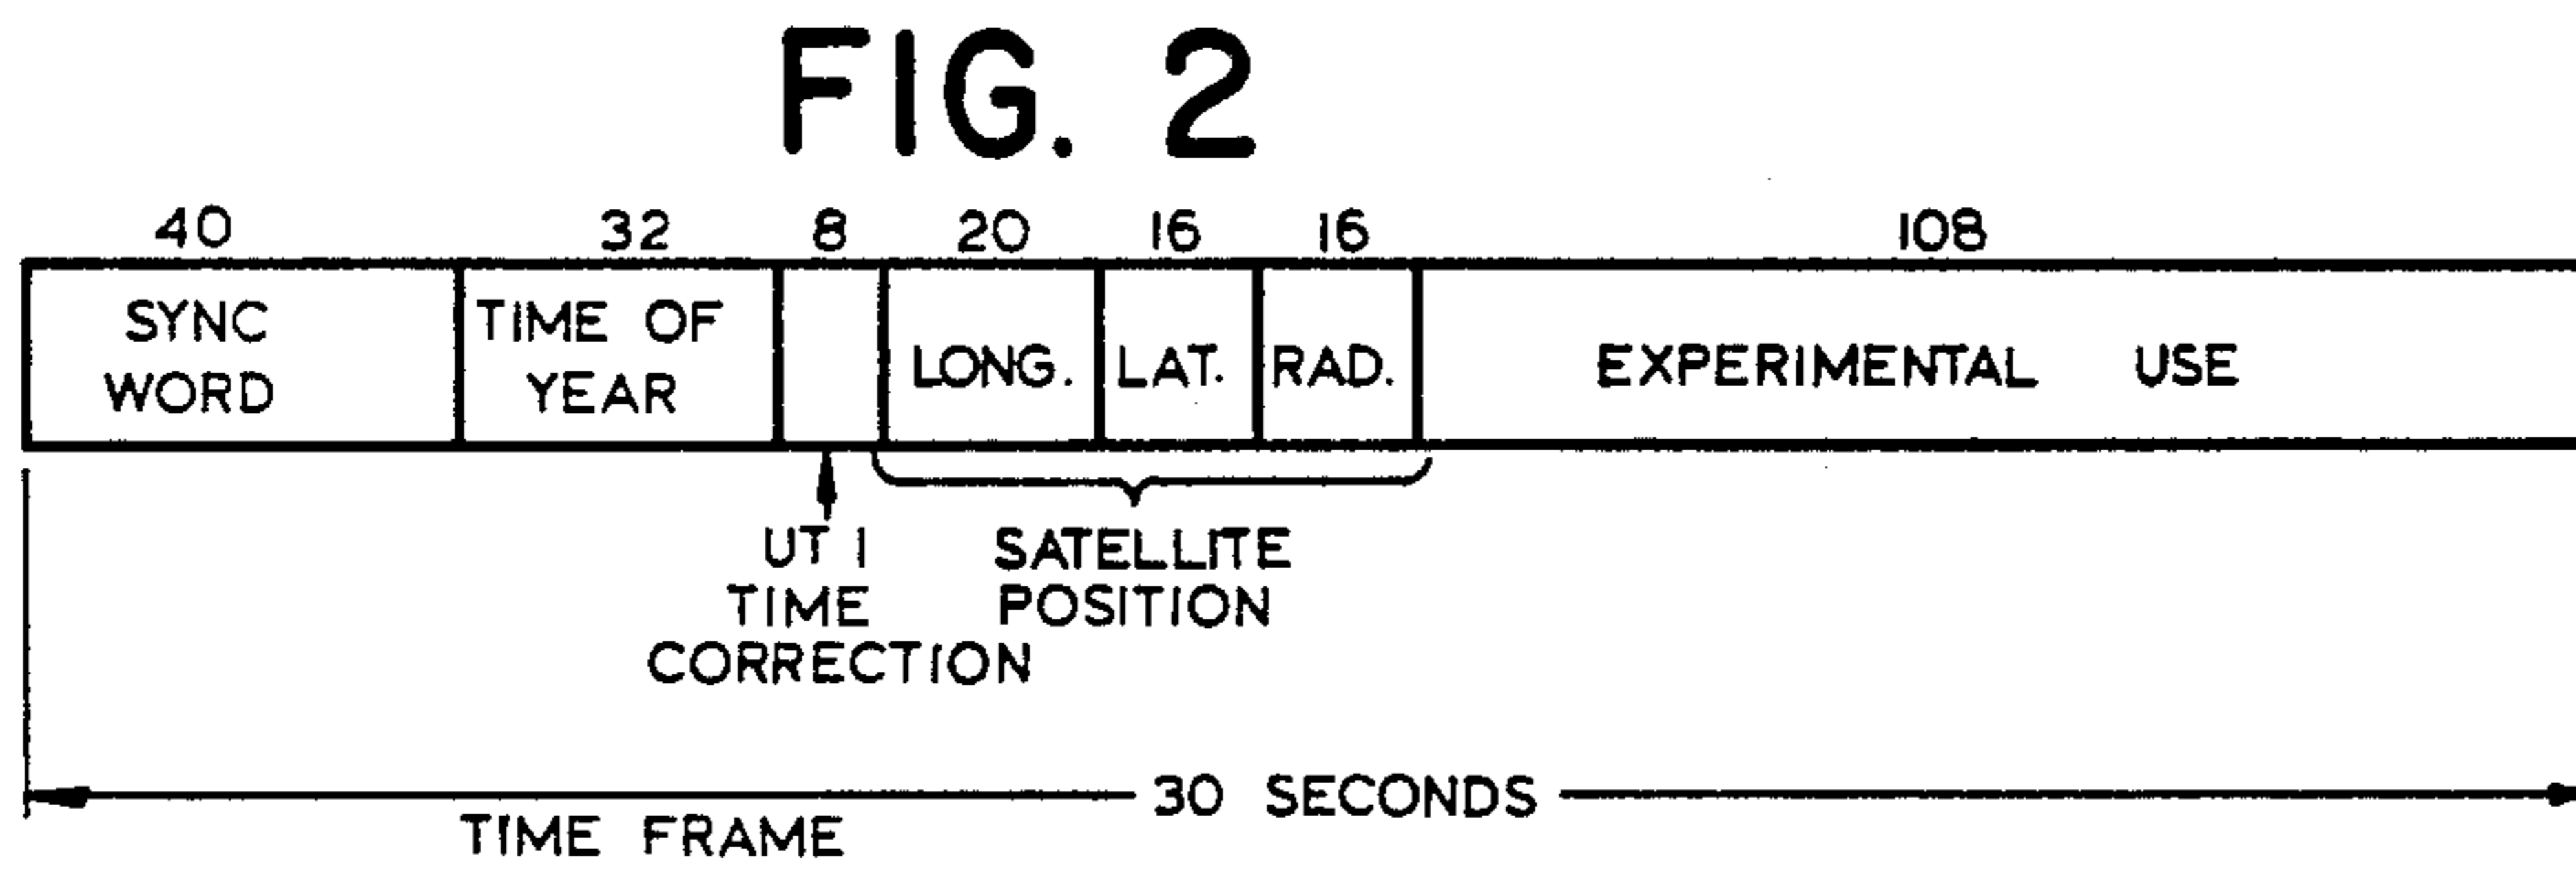 FIG. 2
40 32 8 20 16 16 108
SYNC WORD
TIME OF YEAR
LONG.
LAT.
RAD.
EXPERIMENTAL USE
UT 1
TIME
CORRECTION
SATELLITE
POSITION
30 SECONDS
TIME FRAME